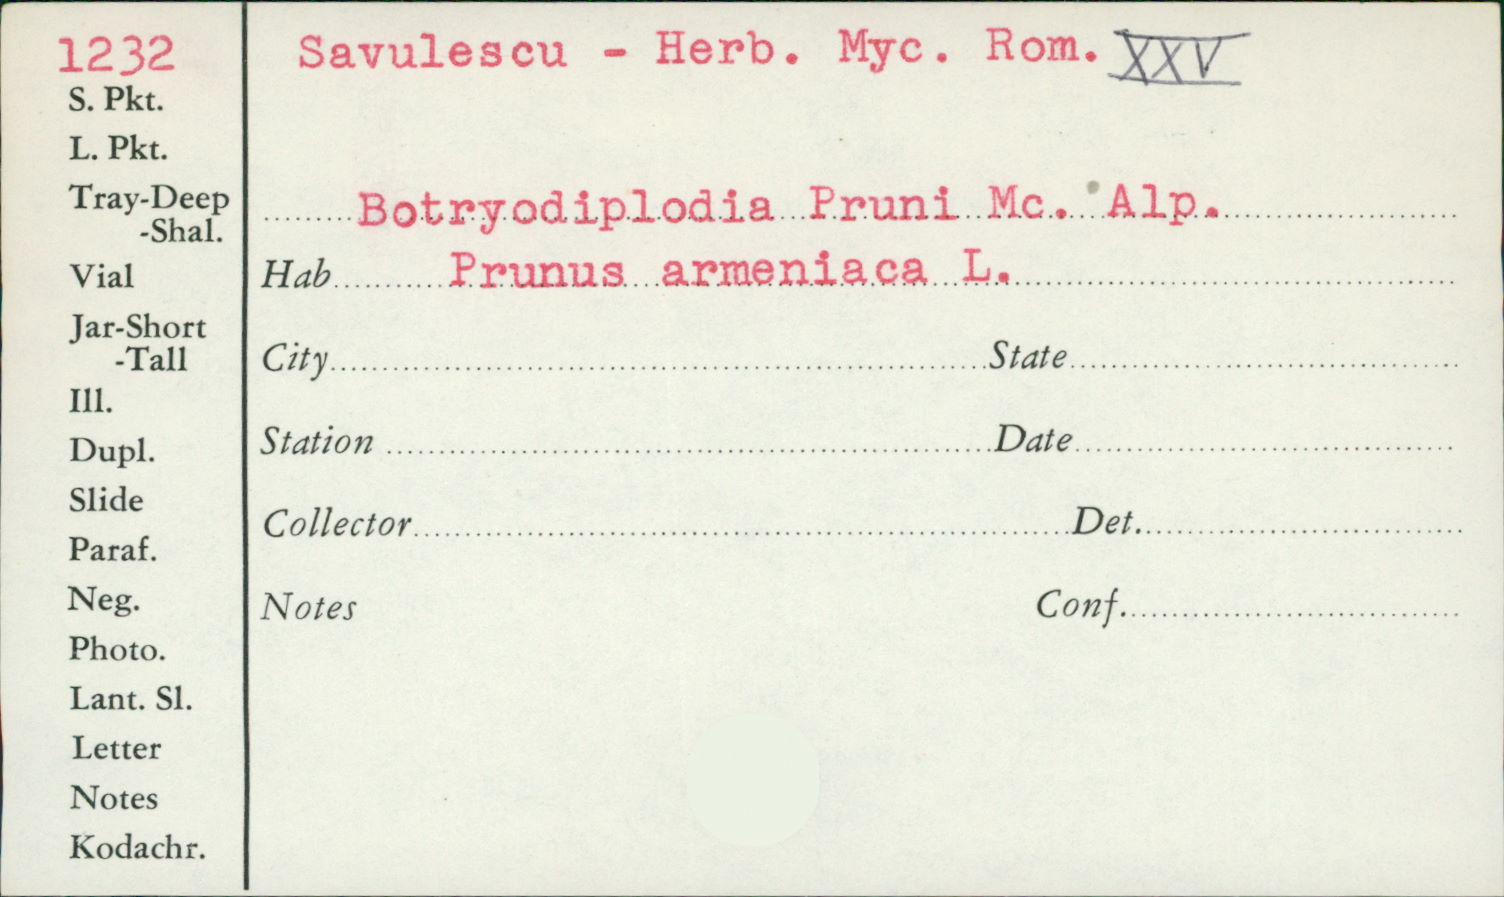 1232 Savulescu - Herb. Myc. Rom. XXV
S. Pkt.
L. Pkt.
Tray-Deep
-Shal.
Botryodiplodia Pruni Mc. Alp.
Vial
Hab Prunus armeniaca L.
Jar-Short
-Tall
City State
Ill.
Dupl.
Station Date
Slide
Collector Det.
Paraf.
Neg.
Notes Conf.
Photo.
Lant. Sl.
Letter
Notes
Kodachr.